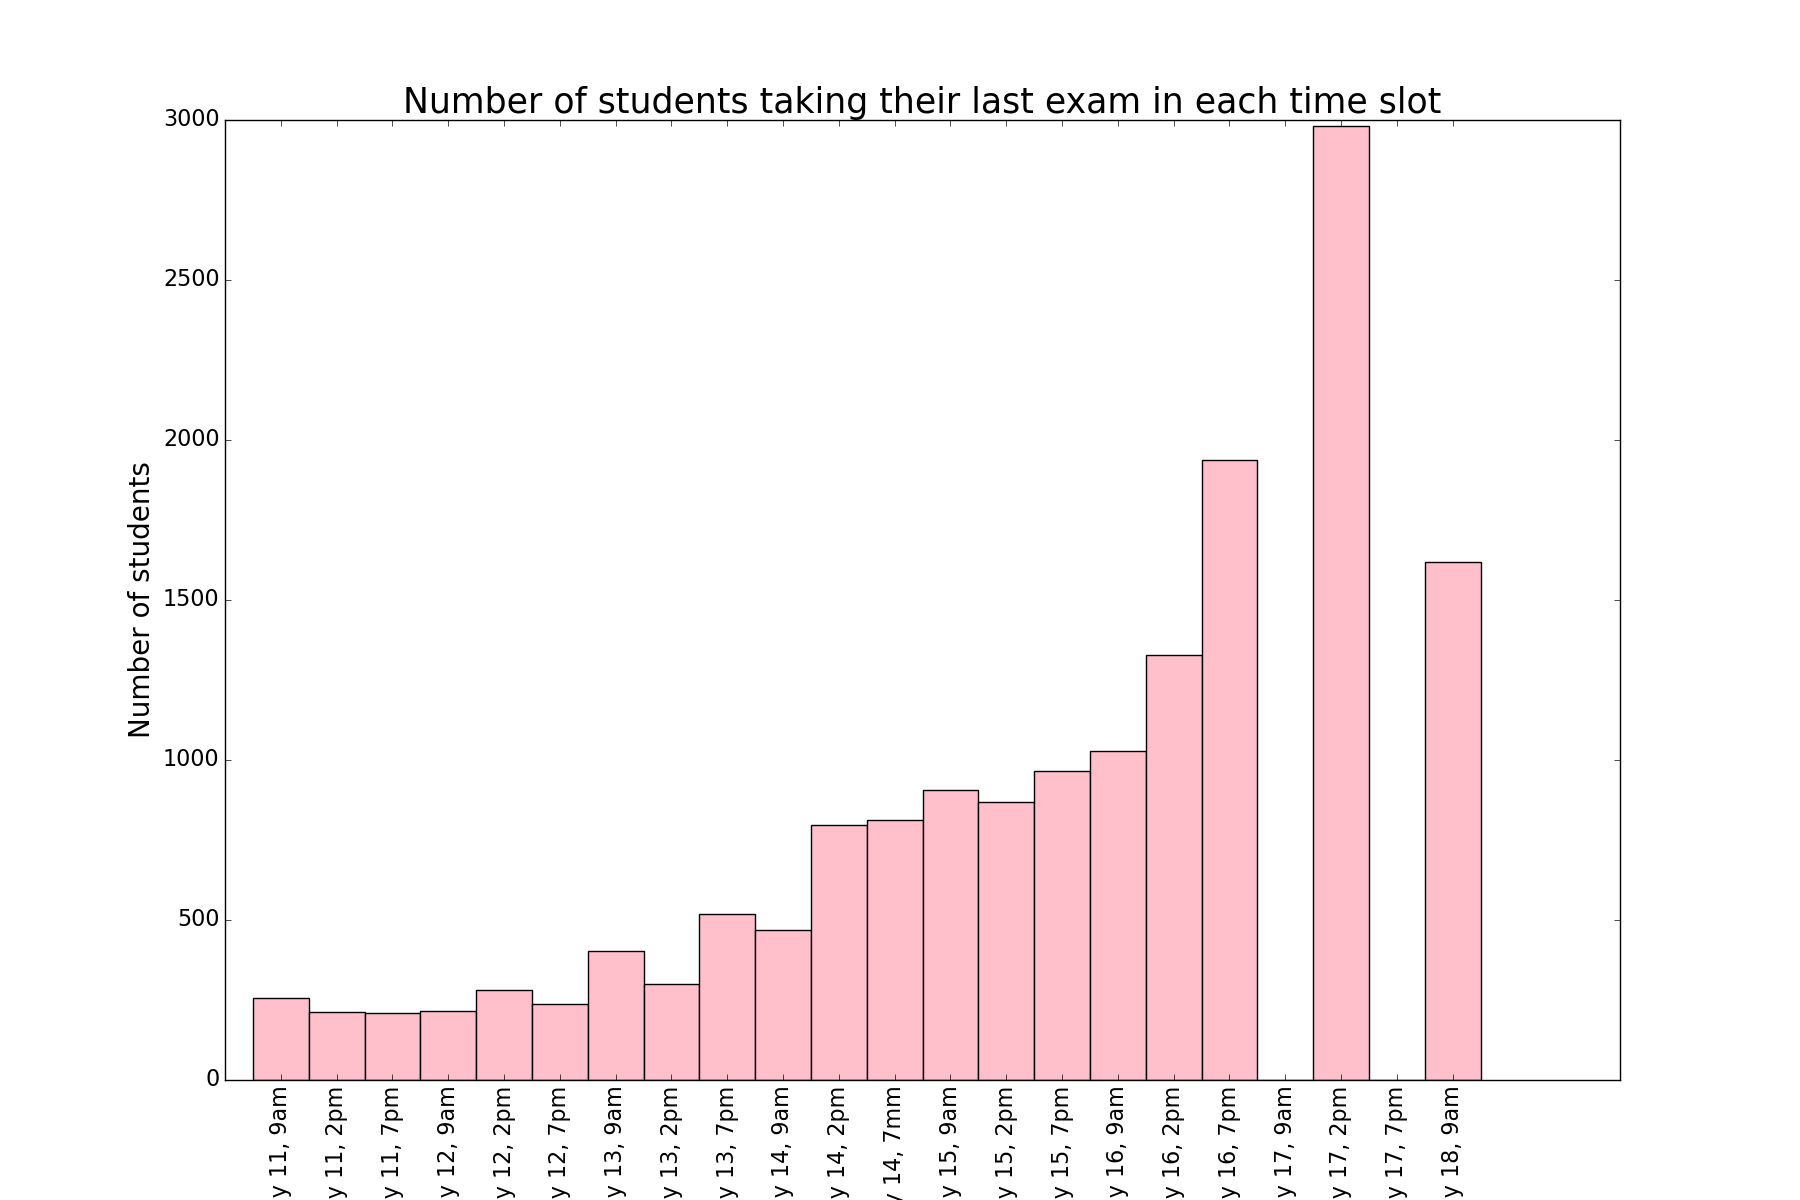 Number of students taking their last exam in each time slot
3000
2500
2000
1500
1000
500
0
Number of students
y 11, 9am
y 11, 2pm
y 11, 7pm
y 12, 9am
y 12, 2pm
y 12, 7pm
y 13, 9am
y 13, 2pm
y 13, 7pm
y 14, 9am
y 14, 2pm
y 14, 7mm
y 15, 9am
y 15, 2pm
y 15, 7pm
y 16, 9am
y 16, 2pm
y 16, 7pm
y 17, 9am
y 17, 2pm
y 17, 7pm
y 18, 9am